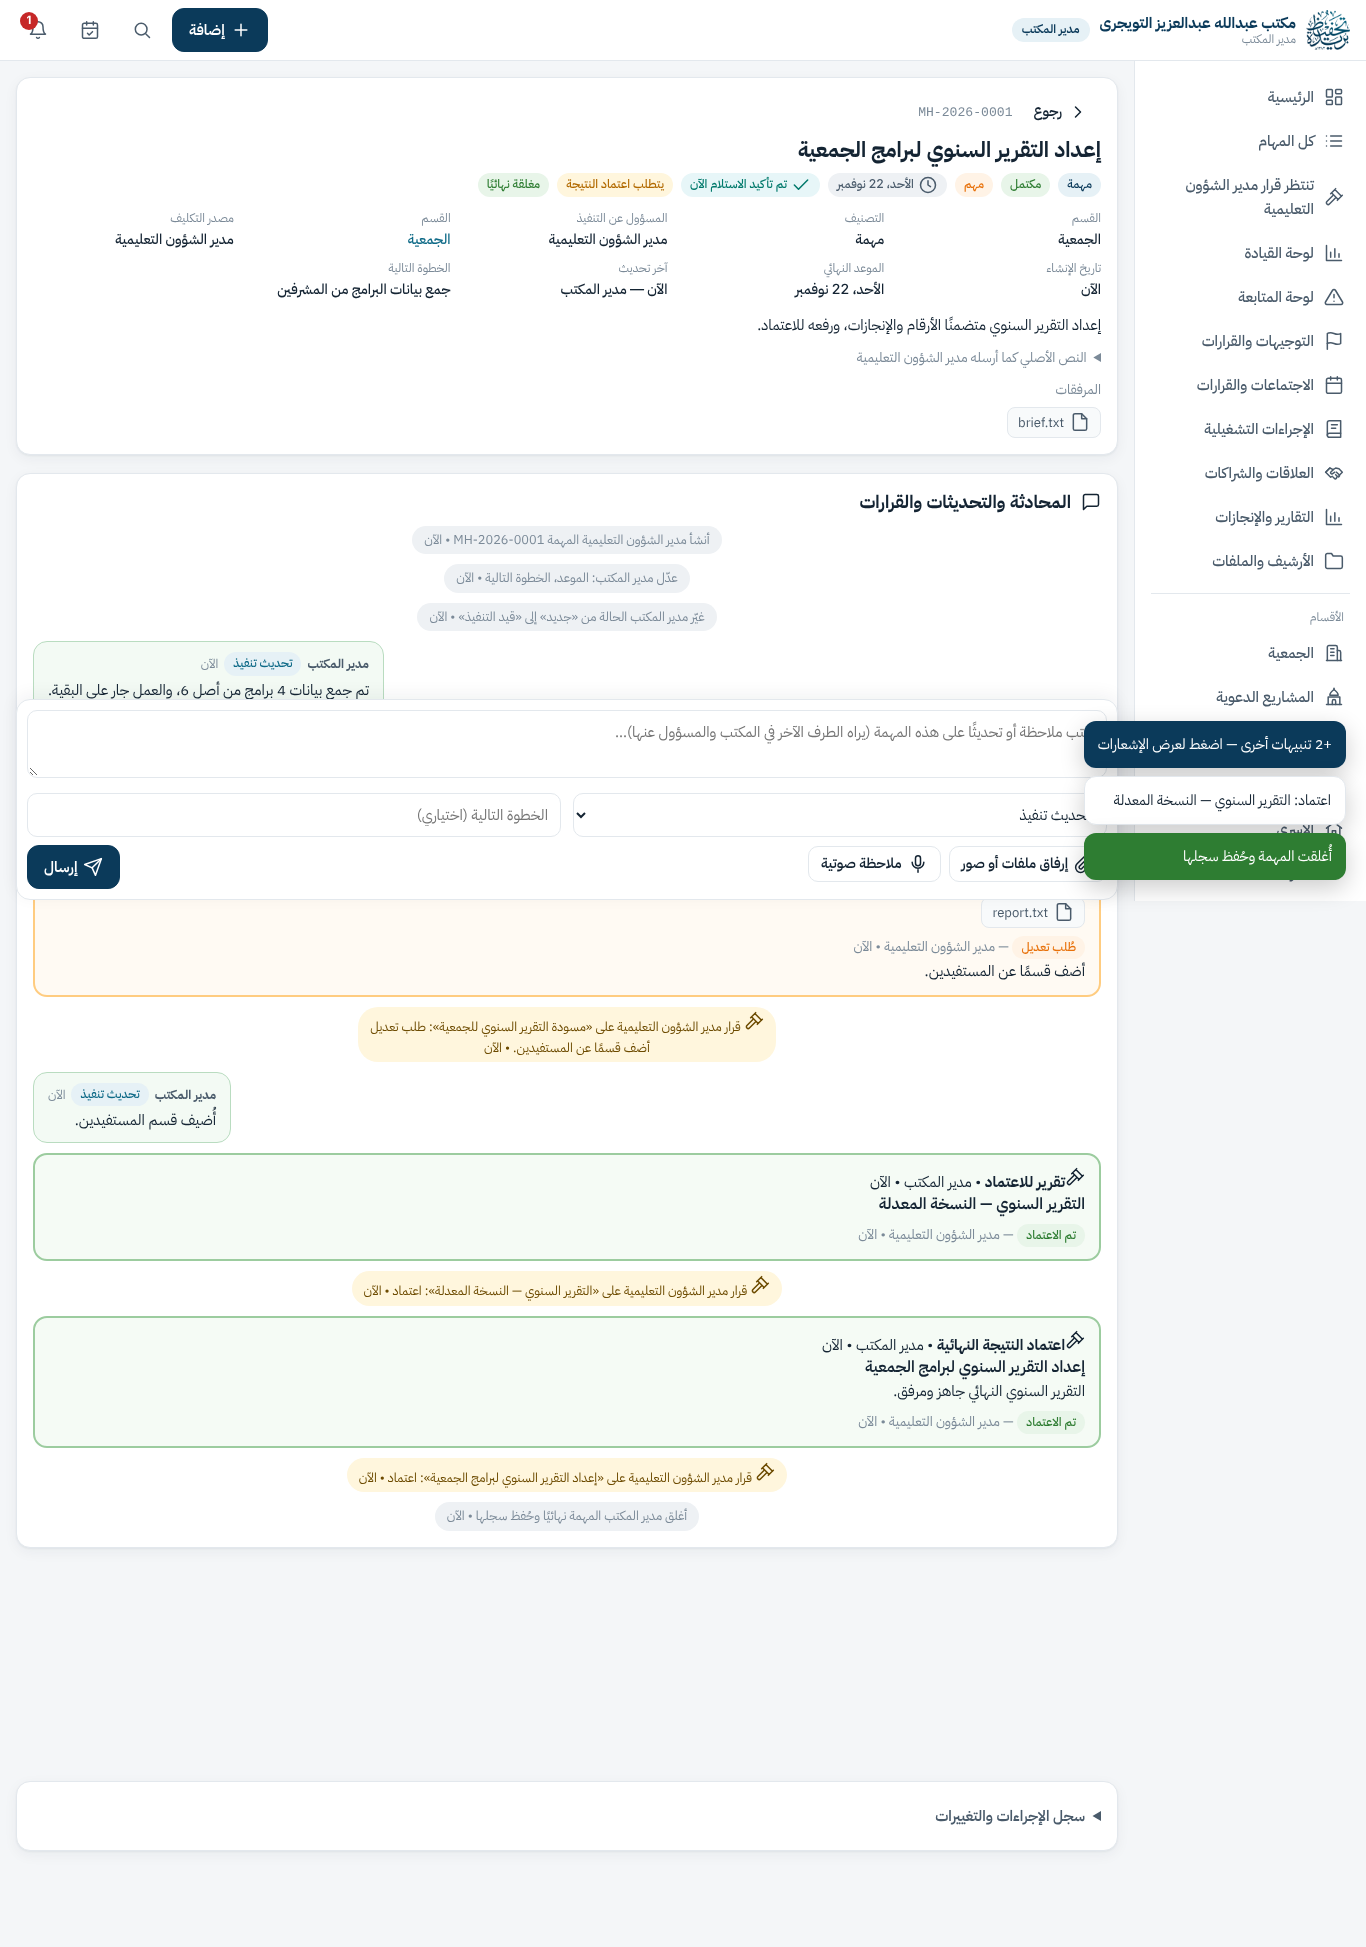 مكتب عبدالله عبدالعزيز التويجري
مدير المكتب
مدير المكتب
إضافة
1
الرئيسية
كل المهام
تنتظر قرار مدير الشؤون
التعليمية
لوحة القيادة
لوحة المتابعة
التوجيهات والقرارات
الاجتماعات والقرارات
الإجراءات التشغيلية
العلاقات والشراكات
التقارير والإنجازات
الأرشيف والملفات
الأقسام
الجمعية
المشاريع الدعوية
+2 تنبيهات أخرى — اضغط لعرض الإشعارات
اعتماد: التقرير السنوي — النسخة المعدلة
أُغلقت المهمة وحُفظ سجلها
رجوع
MH-2026-0001
إعداد التقرير السنوي لبرامج الجمعية
مهمة
مكتمل
مهم
الأحد، 22 نوفمبر
تم تأكيد الاستلام الآن
يتطلب اعتماد النتيجة
مغلقة نهائيًا
القسم
الجمعية
التصنيف
مهمة
المسؤول عن التنفيذ
مدير الشؤون التعليمية
القسم
الجمعية
مصدر التكليف
مدير الشؤون التعليمية
تاريخ الإنشاء
الآن
الموعد النهائي
الأحد، 22 نوفمبر
آخر تحديث
الآن — مدير المكتب
الخطوة التالية
جمع بيانات البرامج من المشرفين
إعداد التقرير السنوي متضمنًا الأرقام والإنجازات، ورفعه للاعتماد.
النص الأصلي كما أرسله مدير الشؤون التعليمية
المرفقات
brief.txt
المحادثة والتحديثات والقرارات
أنشأ مدير الشؤون التعليمية المهمة MH-2026-0001 • الآن
عدّل مدير المكتب: الموعد، الخطوة التالية • الآن
غيّر مدير المكتب الحالة من «جديد» إلى «قيد التنفيذ» • الآن
مدير المكتب تحديث تنفيذ الآن
تم جمع بيانات 4 برامج من أصل 6، والعمل جار على البقية.
ملاحظة أو تحديثًا على هذه المهمة (يراه الطرف الآخر في المكتب والمسؤول عنها)...
تنفيذ
الخطوة التالية (اختياري)
إرفاق ملفات أو صور
ملاحظة صوتية
إرسال
report.txt
طُلب تعديل — مدير الشؤون التعليمية • الآن
أضف قسمًا عن المستفيدين.
قرار مدير الشؤون التعليمية على «مسودة التقرير السنوي للجمعية»: طلب تعديل
أضف قسمًا عن المستفيدين. • الآن
مدير المكتب تحديث تنفيذ الآن
أُضيف قسم المستفيدين.
تقرير للاعتماد • مدير المكتب • الآن
التقرير السنوي — النسخة المعدلة
تم الاعتماد — مدير الشؤون التعليمية • الآن
قرار مدير الشؤون التعليمية على «التقرير السنوي — النسخة المعدلة»: اعتماد • الآن
اعتماد النتيجة النهائية • مدير المكتب • الآن
إعداد التقرير السنوي لبرامج الجمعية
التقرير السنوي النهائي جاهز ومرفق.
تم الاعتماد — مدير الشؤون التعليمية • الآن
قرار مدير الشؤون التعليمية على «إعداد التقرير السنوي لبرامج الجمعية»: اعتماد • الآن
أغلق مدير المكتب المهمة نهائيًا وحُفظ سجلها • الآن
سجل الإجراءات والتغييرات